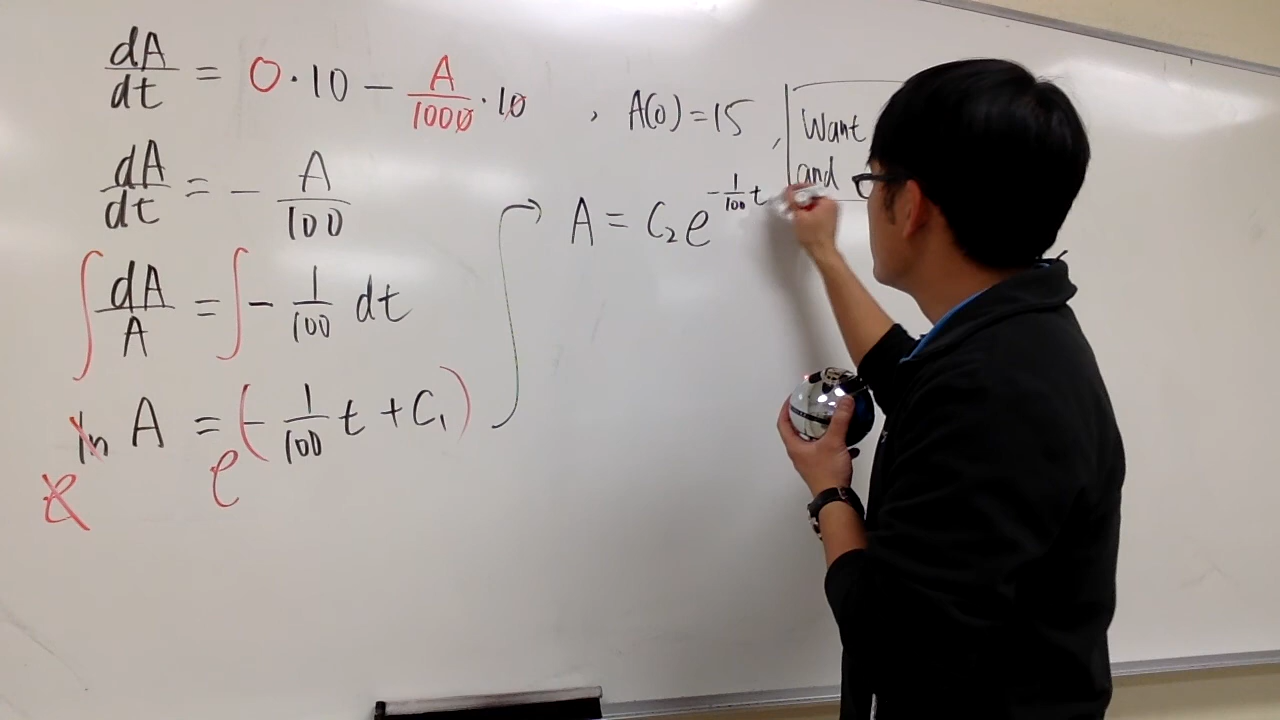 dA/dt = 0·10 − A/1000·10 , A(0)=15 , Want
and
dA/dt = − A/100
∫ dA/A = ∫ − 1/100 dt
ln A = (− 1/100 t + C₁)
e e
A = C₂e^(−1/100 t)